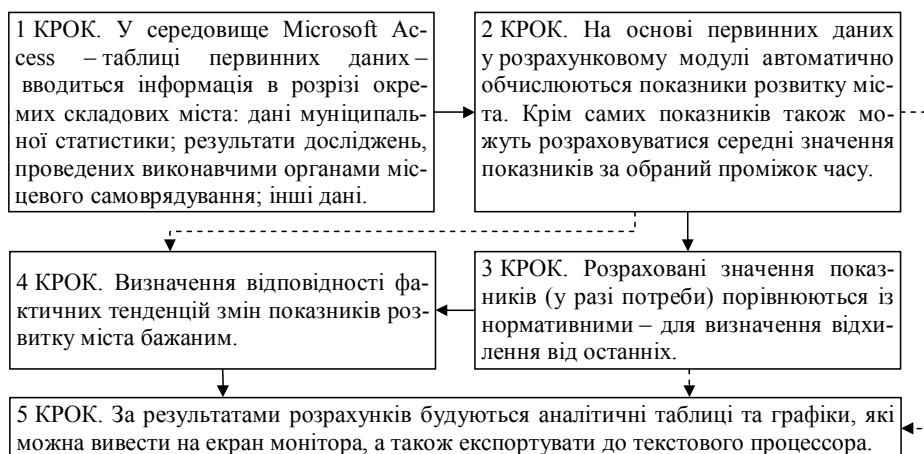 1 КРОК. У середовище Microsoft Ac-
cess – таблиці первинних даних –
вводиться інформація в розрізі окре-
мих складових міста: дані муніципаль-
ної статистики; результати досліджень,
проведених виконавчими органами міс-
цевого самоврядування; інші дані.
2 КРОК. На основі первинних даних
у розрахунковому модулі автоматично
обчислюються показники розвитку міс-
та. Крім самих показників також мо-
жуть розраховуватися середні значення
показників за обраний проміжок часу.
4 КРОК. Визначення відповідності фа-
ктичних тенденцій змін показників роз-
витку міста бажаним.
3 КРОК. Розраховані значення показ-
ників (у разі потреби) порівнюються із
нормативними – для визначення відхи-
лення від останніх.
5 КРОК. За результатами розрахунків будуються аналітичні таблиці та графіки, які
можна вивести на екран монітора, а також експортувати до текстового процессора.